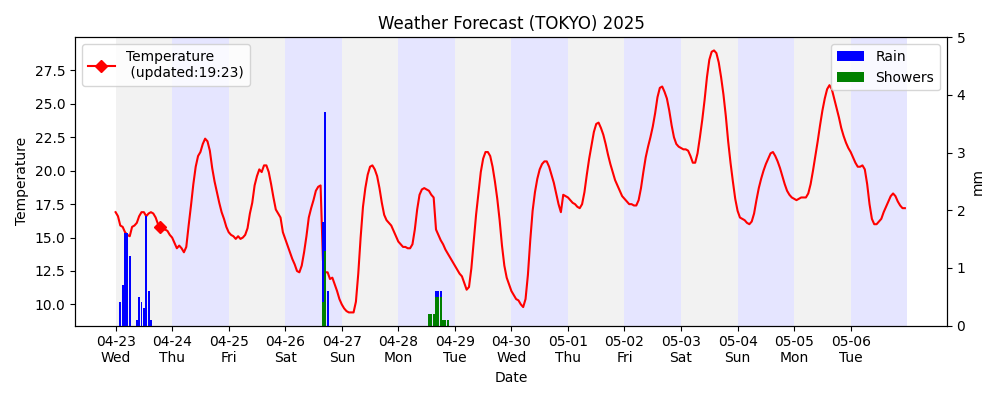 Weather Forecast (TOKYO) 2025
Temperature
(updated:19:23)
Rain
Showers
Temperature
27.5
25.0
22.5
20.0
17.5
15.0
12.5
10.0
5
4
3
2
1
0
mm
04-23 04-24 04-25 04-26 04-27 04-28 04-29 04-30 05-01 05-02 05-03 05-04 05-05 05-06
Wed Thu Fri Sat Sun Mon Tue Wed Thu Fri Sat Sun Mon Tue
Date